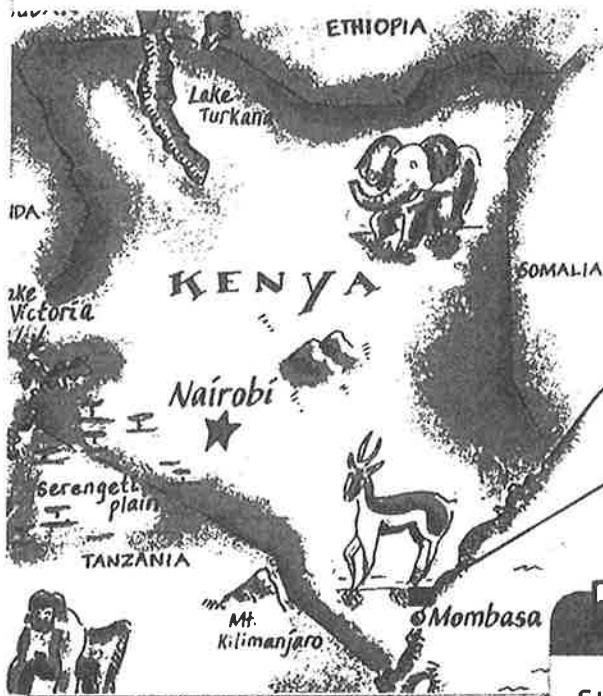 ETHIOPIA
Lake
Turkana
KENYA
SOMALIA
Victoria
Nairobi
Serengeti
plain
TANZANIA
Mt.
Kilimanjaro
Mombasa